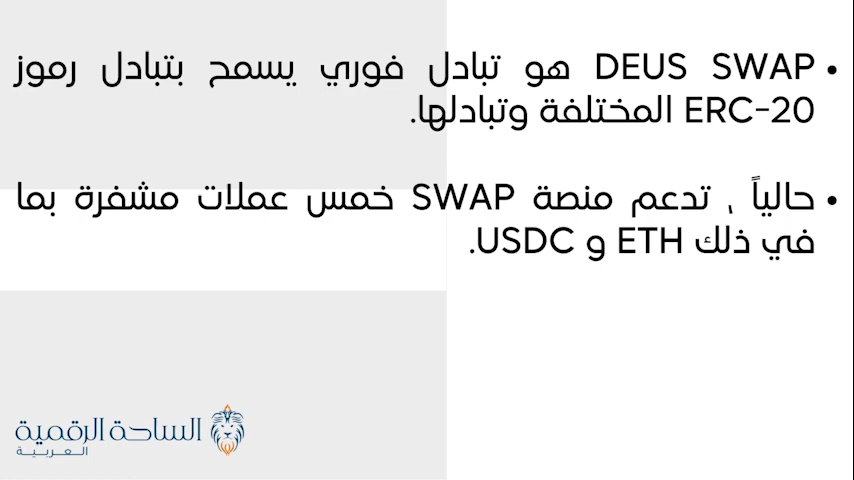 • DEUS SWAP هو تبادل فوري يسمح بتبادل رموز
ERC-20 المختلفة وتبادلها.
• حالياً ، تدعم منصة SWAP خمس عملات مشفرة بما
في ذلك ETH و USDC.
الساحة الرقمية
العربية